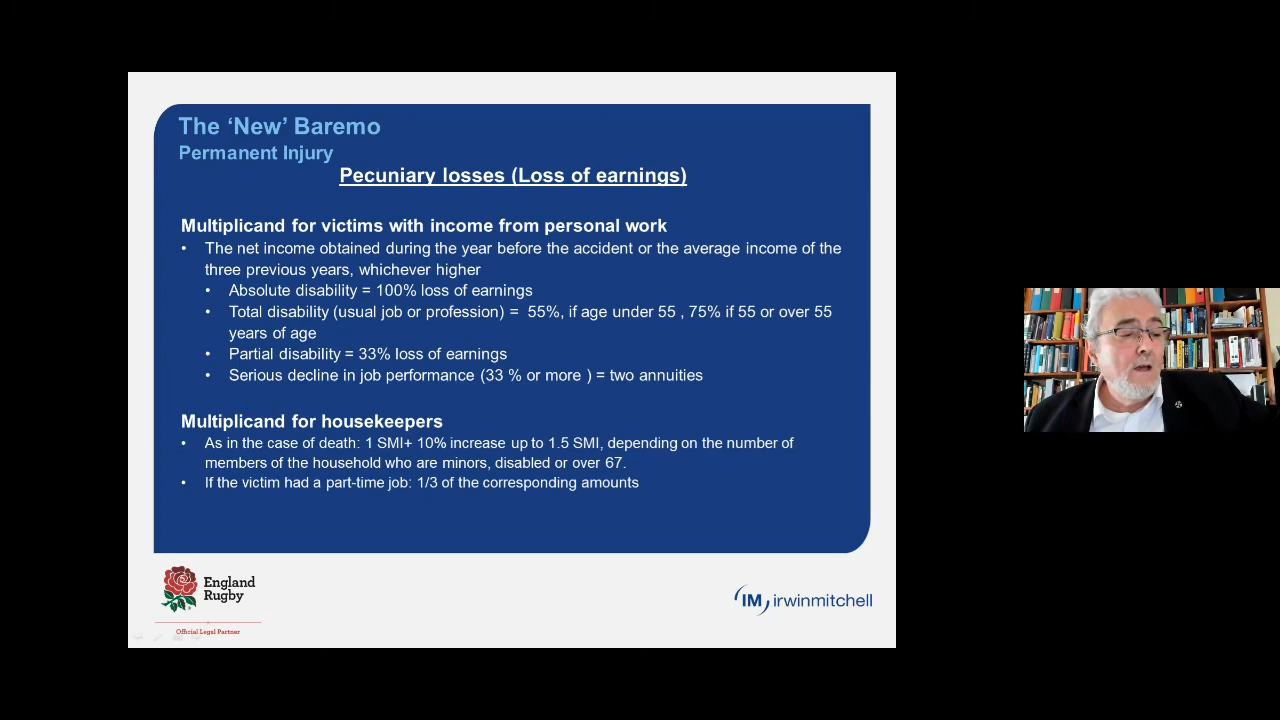 The ‘New’ Baremo
Permanent Injury
Pecuniary losses (Loss of earnings)
Multiplicand for victims with income from personal work
• The net income obtained during the year before the accident or the average income of the
three previous years, whichever higher
• Absolute disability = 100% loss of earnings
• Total disability (usual job or profession) = 55%, if age under 55 , 75% if 55 or over 55
years of age
• Partial disability = 33% loss of earnings
• Serious decline in job performance (33 % or more ) = two annuities
Multiplicand for housekeepers
• As in the case of death: 1 SMI+ 10% increase up to 1.5 SMI, depending on the number of
members of the household who are minors, disabled or over 67.
• If the victim had a part-time job: 1/3 of the corresponding amounts
England
Rugby
Official Legal Partner
IM irwinmitchell